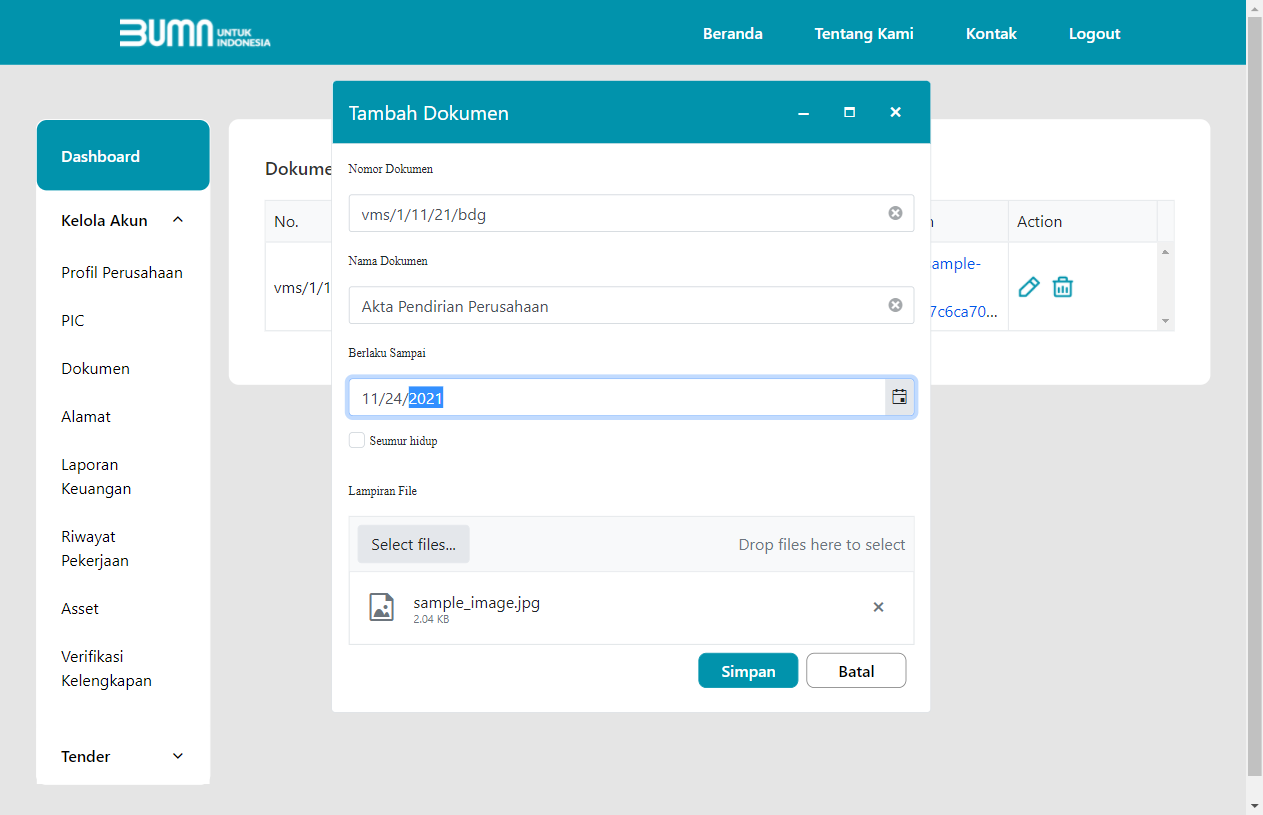 BUMN UNTUK INDONESIA
Beranda
Tentang Kami
Kontak
Logout
Dashboard
Kelola Akun
Profil Perusahaan
PIC
Dokumen
Alamat
Laporan
Keuangan
Riwayat
Pekerjaan
Asset
Verifikasi
Kelengkapan
Tender
No.
Action
vms/1/1
Tambah Dokumen
Nomor Dokumen
vms/1/11/21/bdg
Nama Dokumen
Akta Pendirian Perusahaan
Berlaku Sampai
11/24/2021
Seumur hidup
Lampiran File
Select files...
Drop files here to select
sample_image.jpg
2.04 KB
Simpan
Batal